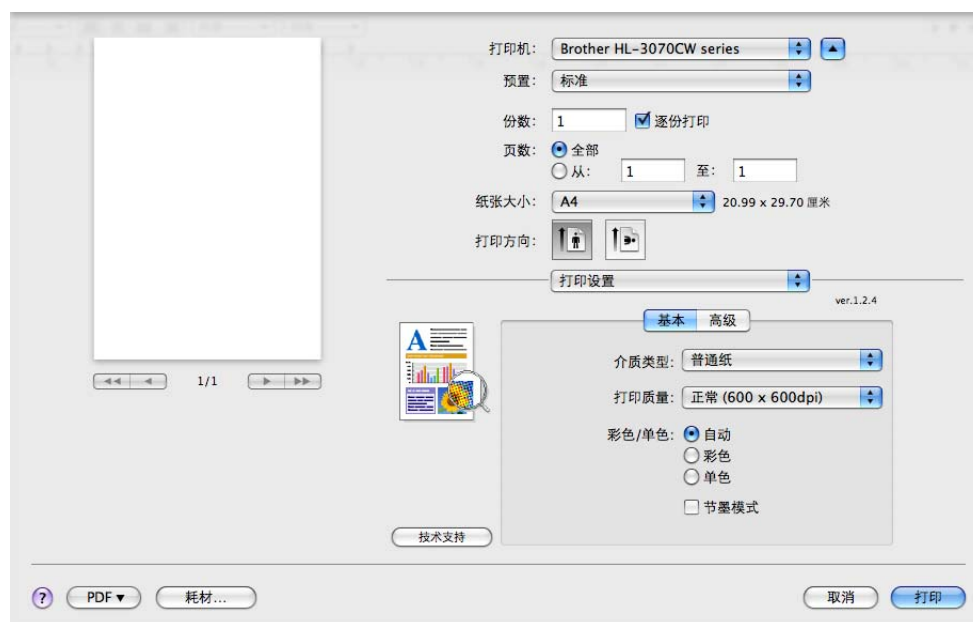 打印机: Brother HL-3070CW series
预置: 标准
份数: 1 逐份打印
页数: 全部
从: 1 至: 1
纸张大小: A4 20.99 x 29.70 厘米
打印方向:
打印设置
ver.1.2.4
基本 高级
介质类型: 普通纸
打印质量: 正常 (600 x 600dpi)
彩色/单色: 自动
彩色
单色
节墨模式
技术支持
1/1
? PDF▼ 耗材... 取消 打印